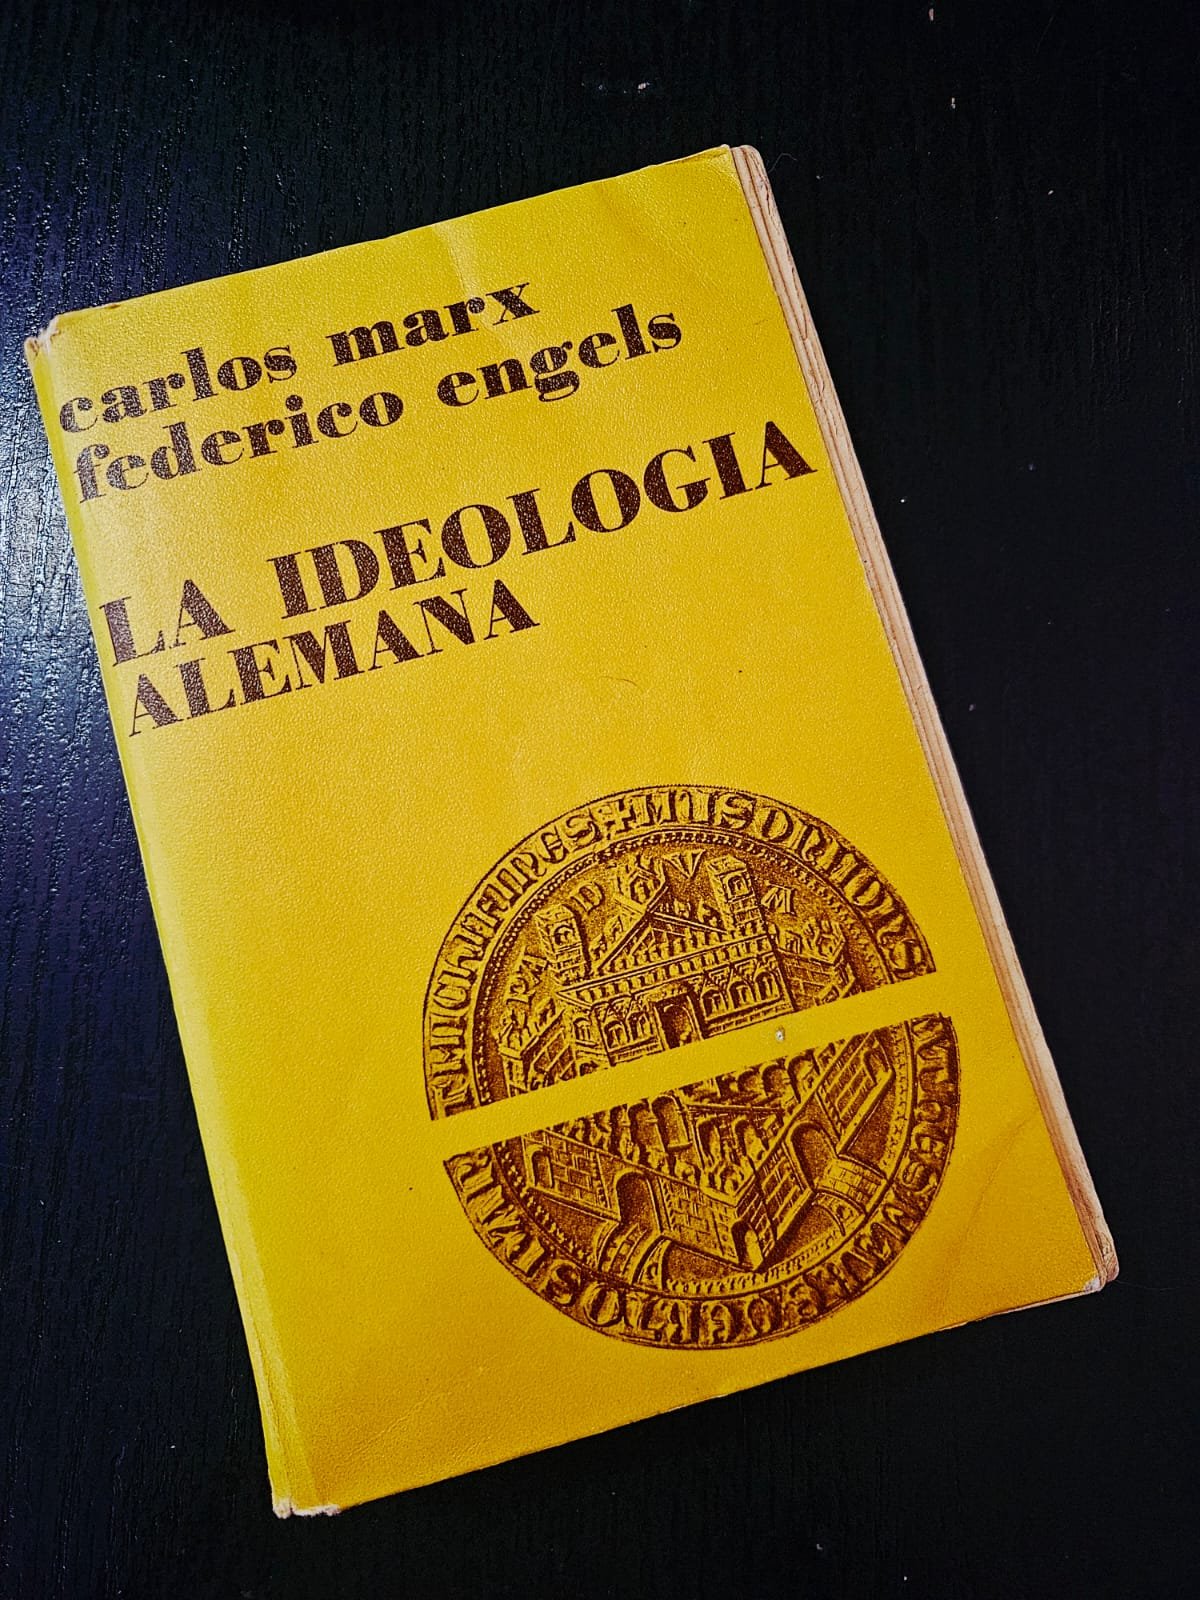 carlos marx
federico engels
LA IDEOLOGIA
ALEMANA